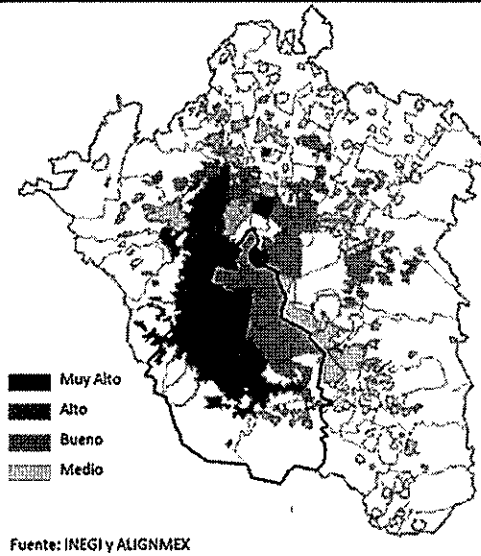 Muy Alto
Alto
Bueno
Medio
Fuente: INEGI y ALIGNMEX